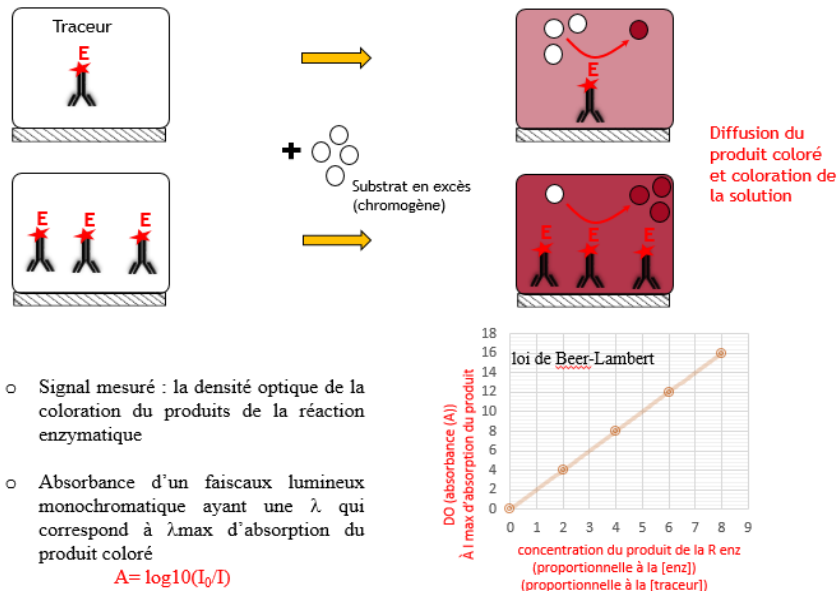 Traceur
E
E
E
E
+
Substrat en excès
(chromogène)
E
E
E
E
Diffusion du
produit coloré
et coloration de
la solution
o Signal mesuré : la densité optique de la
coloration du produits de la réaction
enzymatique
o Absorbance d’un faiscaux lumineux
monochromatique ayant une λ qui
correspond à λmax d’absorption du
produit coloré
A= log10(I₀/I)
loi de Beer-Lambert
DO (absorbance (A))
À l max d’absorption du produit
18
16
14
12
10
8
6
4
2
0
0 1 2 3 4 5 6 7 8 9
concentration du produit de la R enz
(proportionnelle à la [enz])
(proportionnelle à la [traceur])